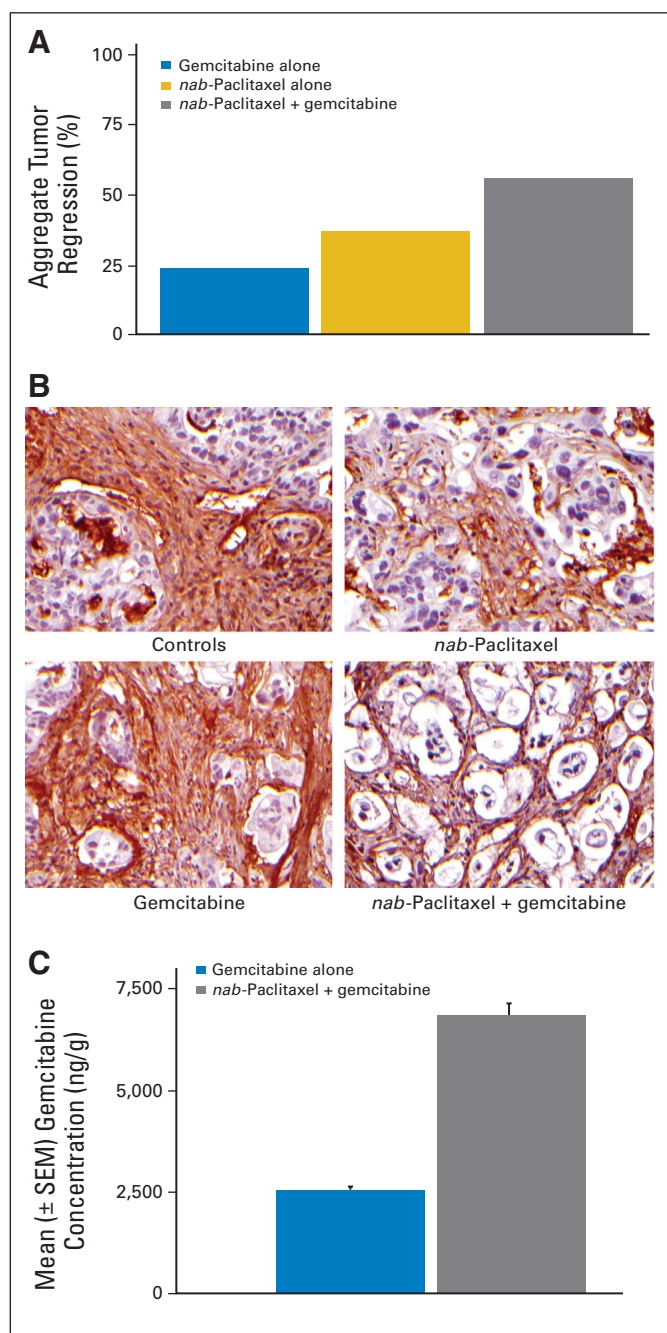 A
100
75
50
25
0
Aggregate Tumor
Regression (%)
Gemcitabine alone
nab-Paclitaxel alone
nab-Paclitaxel + gemcitabine
B
Controls
nab-Paclitaxel
Gemcitabine
nab-Paclitaxel + gemcitabine
C
Gemcitabine alone
nab-Paclitaxel + gemcitabine
7,500
5,000
2,500
0
Mean (± SEM) Gemcitabine
Concentration (ng/g)